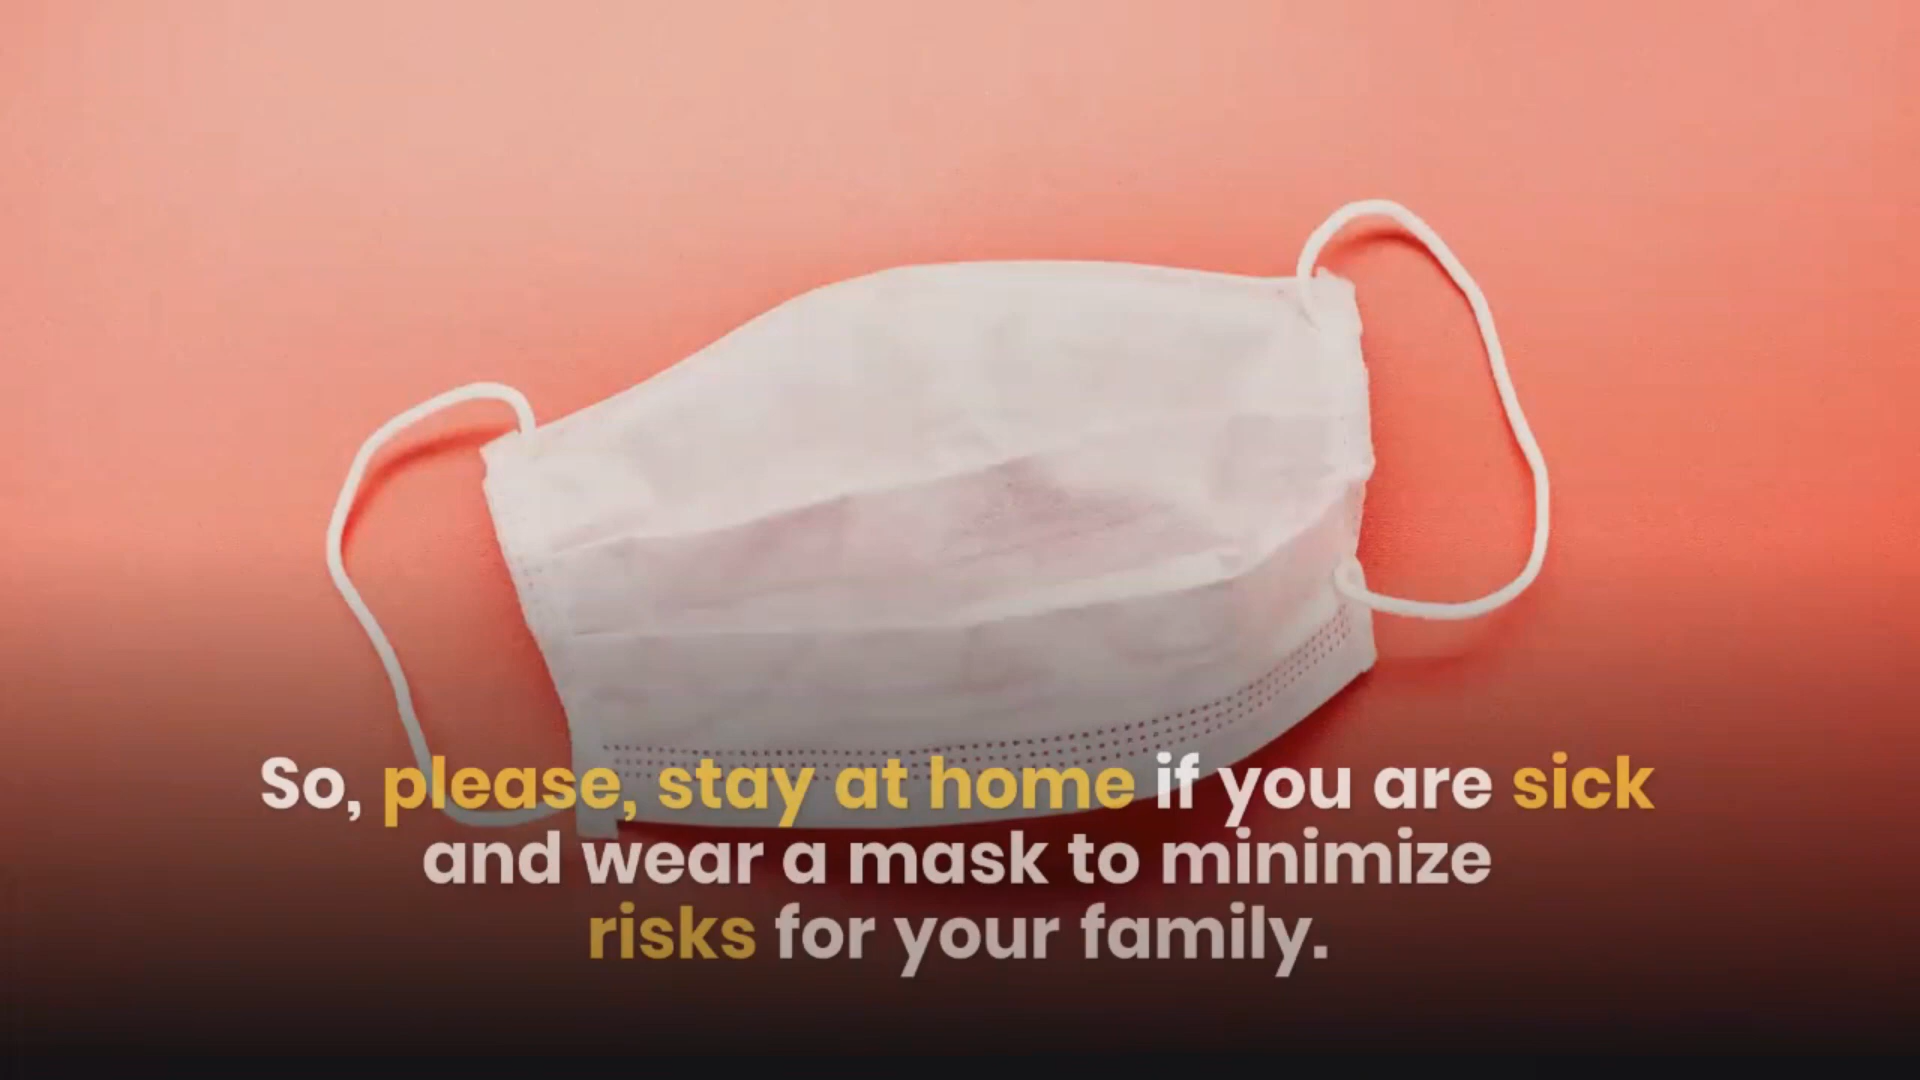 So, please, stay at home if you are sick
and wear a mask to minimize
risks for your family.